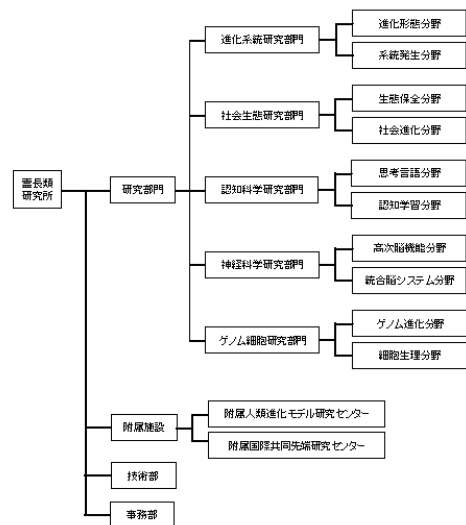 霊長類
研究所
研究部門
進化系統研究部門
進化形態分野
系統発生分野
社会生態研究部門
生態保全分野
社会進化分野
認知科学研究部門
思考言語分野
認知学習分野
神経科学研究部門
高次脳機能分野
統合脳システム分野
ゲノム細胞研究部門
ゲノム進化分野
細胞生理分野
附属施設
附属人類進化モデル研究センター
附属国際共同先端研究センター
技術部
事務部